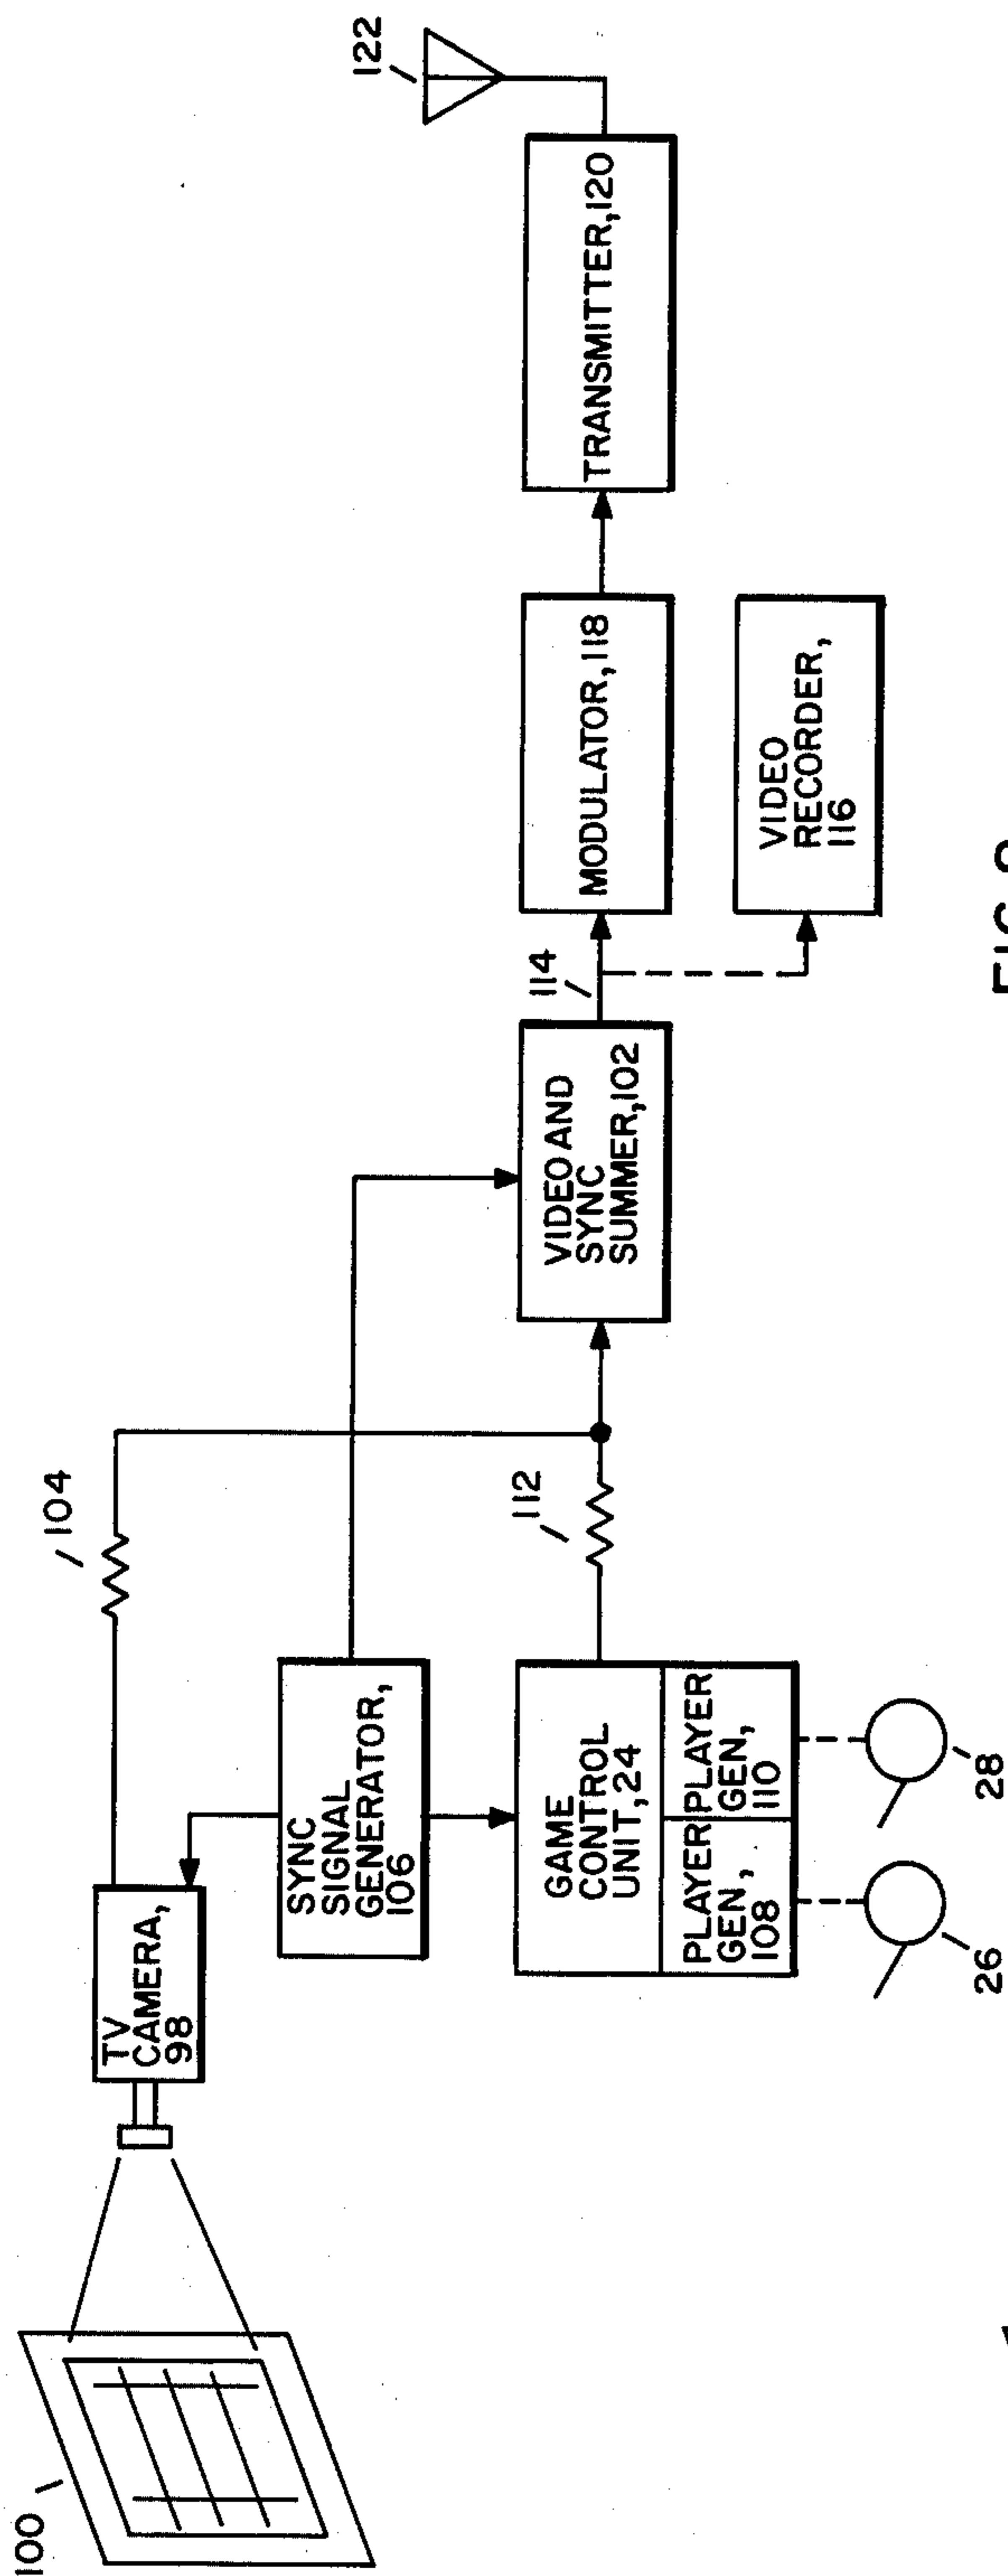 100
TV
CAMERA,
98
104
SYNC
SIGNAL
GENERATOR,
106
GAME
CONTROL
UNIT, 24
PLAYER
GEN,
108
PLAYER
GEN,
110
26
28
112
VIDEO AND
SYNC
SUMMER, 102
114
MODULATOR, 118
VIDEO
RECORDER,
116
TRANSMITTER, 120
122
FIG.